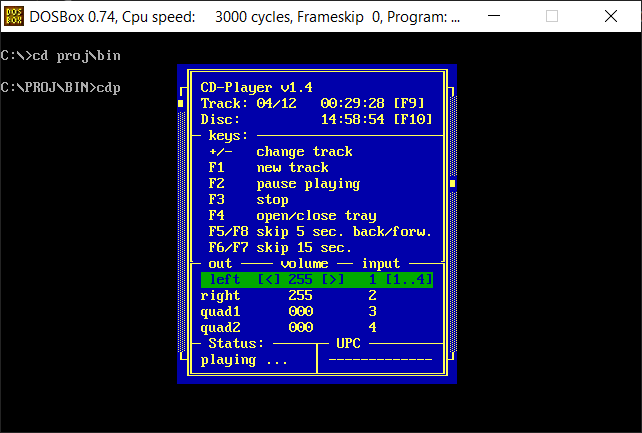 DOS BOX DOSBox 0.74, Cpu speed: 3000 cycles, Frameskip 0, Program: ...
C:\>cd proj\bin
C:\PROJ\BIN>cdp
CD-Player v1.4
Track: 04/12 00:29:28 [F9]
Disc: 14:58:54 [F10]
keys:
+/- change track
F1 new track
F2 pause playing
F3 stop
F4 open/close tray
F5/F8 skip 5 sec. back/forw.
F6/F7 skip 15 sec.
out volume input
left [<] 255 [>] 1 [1..4]
right 255 2
quad1 000 3
quad2 000 4
Status: UPC
playing ... -------------